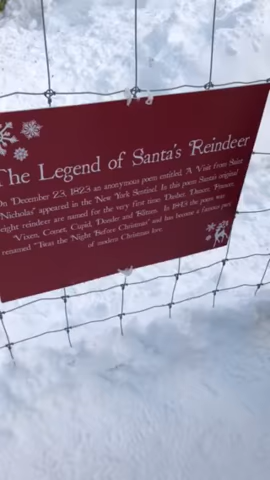 The Legend of Santa's Reindeer
On December 23, 1823, an anonymous poem entitled "A Visit from Saint
Nicholas" appeared in the New York Sentinel. In this poem Santa's original
eight reindeer are named for the very first time: Dasher, Dancer, Prancer,
Vixen, Comet, Cupid, Dunder and Blitzen. In 1843 the poem was
renamed "Twas the Night Before Christmas" and has become a famous part
of modern Christmas lore.